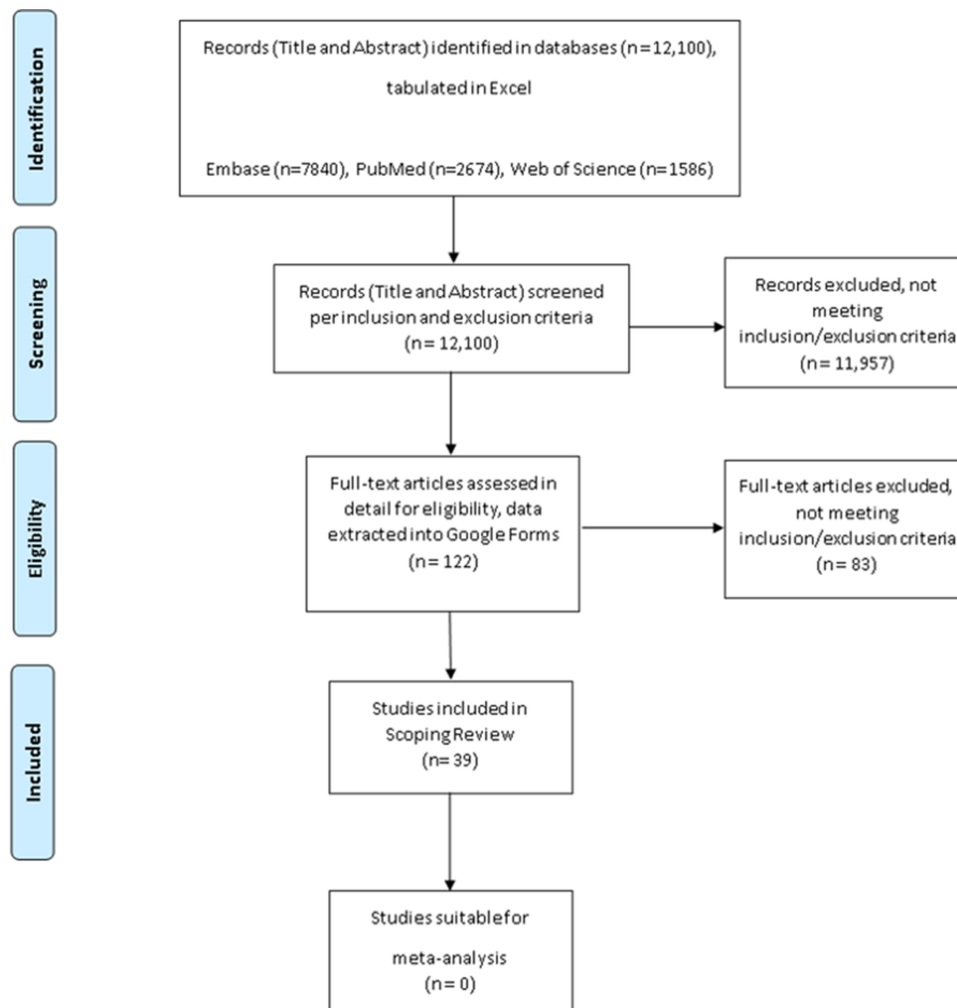 Identification
Records (Title and Abstract) identified in databases (n=12,100),
tabulated in Excel
Embase (n=7840), PubMed (n=2674), Web of Science (n=1586)
Screening
Records (Title and Abstract) screened
per inclusion and exclusion criteria
(n= 12,100)
Records excluded, not
meeting
inclusion/exclusion criteria
(n= 11,957)
Eligibility
Full-text articles assessed in
detail for eligibility, data
extracted into Google Forms
(n= 122)
Full-text articles excluded,
not meeting
inclusion/exclusion criteria
(n= 83)
Included
Studies included in
Scoping Review
(n= 39)
Studies suitable for
meta-analysis
(n= 0)